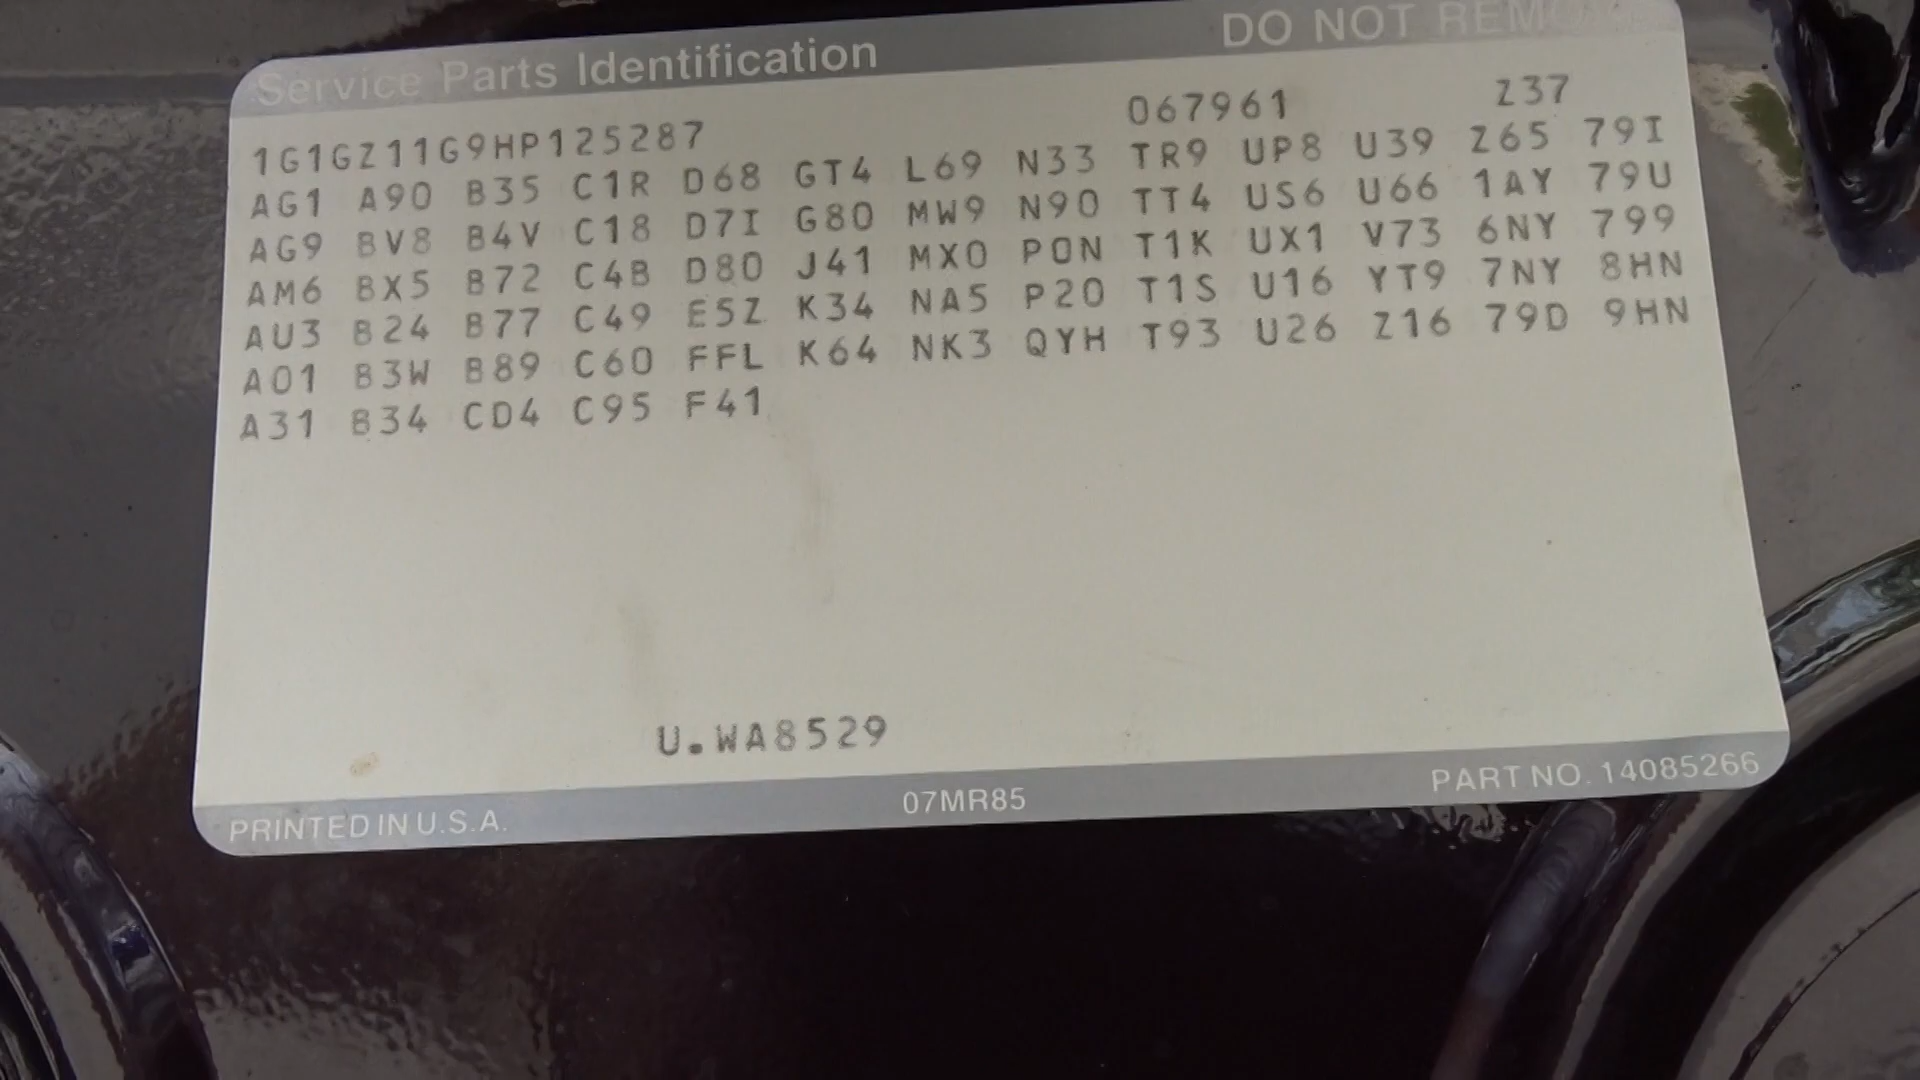 Service Parts Identification DO NOT REMO
1G1GZ11G9HP125287 067961 Z37
AG1 A90 B35 C1R D68 GT4 L69 N33 TR9 UP8 U39 Z65 79I
AG9 BV8 B4V C18 D7I G80 MW9 N90 TT4 US6 U66 1AY 79U
AM6 BX5 B72 C4B D80 J41 MX0 P0N T1K UX1 V73 6NY 799
AU3 B24 B77 C49 E5Z K34 NA5 P20 T1S U16 YT9 7NY 8HN
A01 B3W B89 C60 FFL K64 NK3 QYH T93 U26 Z16 79D 9HN
A31 B34 CD4 C95 F41
U.WA8529
PRINTED IN U.S.A. 07MR85 PART NO. 14085266